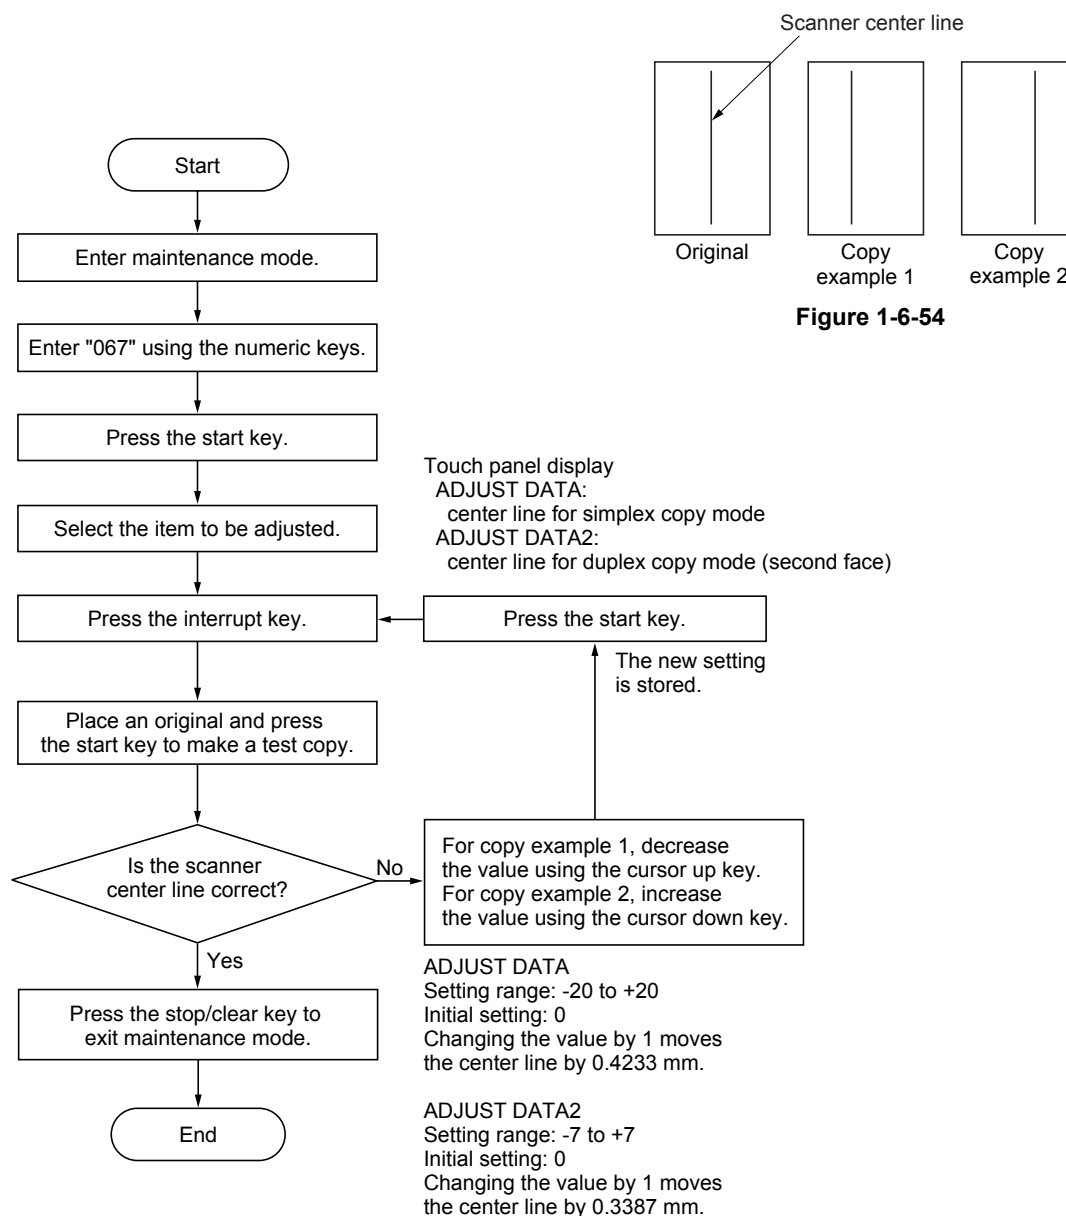 Scanner center line
Original
Copy
example 1
Copy
example 2
Figure 1-6-54
Start
Enter maintenance mode.
Enter "067" using the numeric keys.
Press the start key.
Select the item to be adjusted.
Touch panel display
ADJUST DATA:
center line for simplex copy mode
ADJUST DATA2:
center line for duplex copy mode (second face)
Press the interrupt key.
Press the start key.
The new setting
is stored.
Place an original and press
the start key to make a test copy.
Is the scanner
center line correct?
No
For copy example 1, decrease
the value using the cursor up key.
For copy example 2, increase
the value using the cursor down key.
Yes
Press the stop/clear key to
exit maintenance mode.
End
ADJUST DATA
Setting range: -20 to +20
Initial setting: 0
Changing the value by 1 moves
the center line by 0.4233 mm.
ADJUST DATA2
Setting range: -7 to +7
Initial setting: 0
Changing the value by 1 moves
the center line by 0.3387 mm.